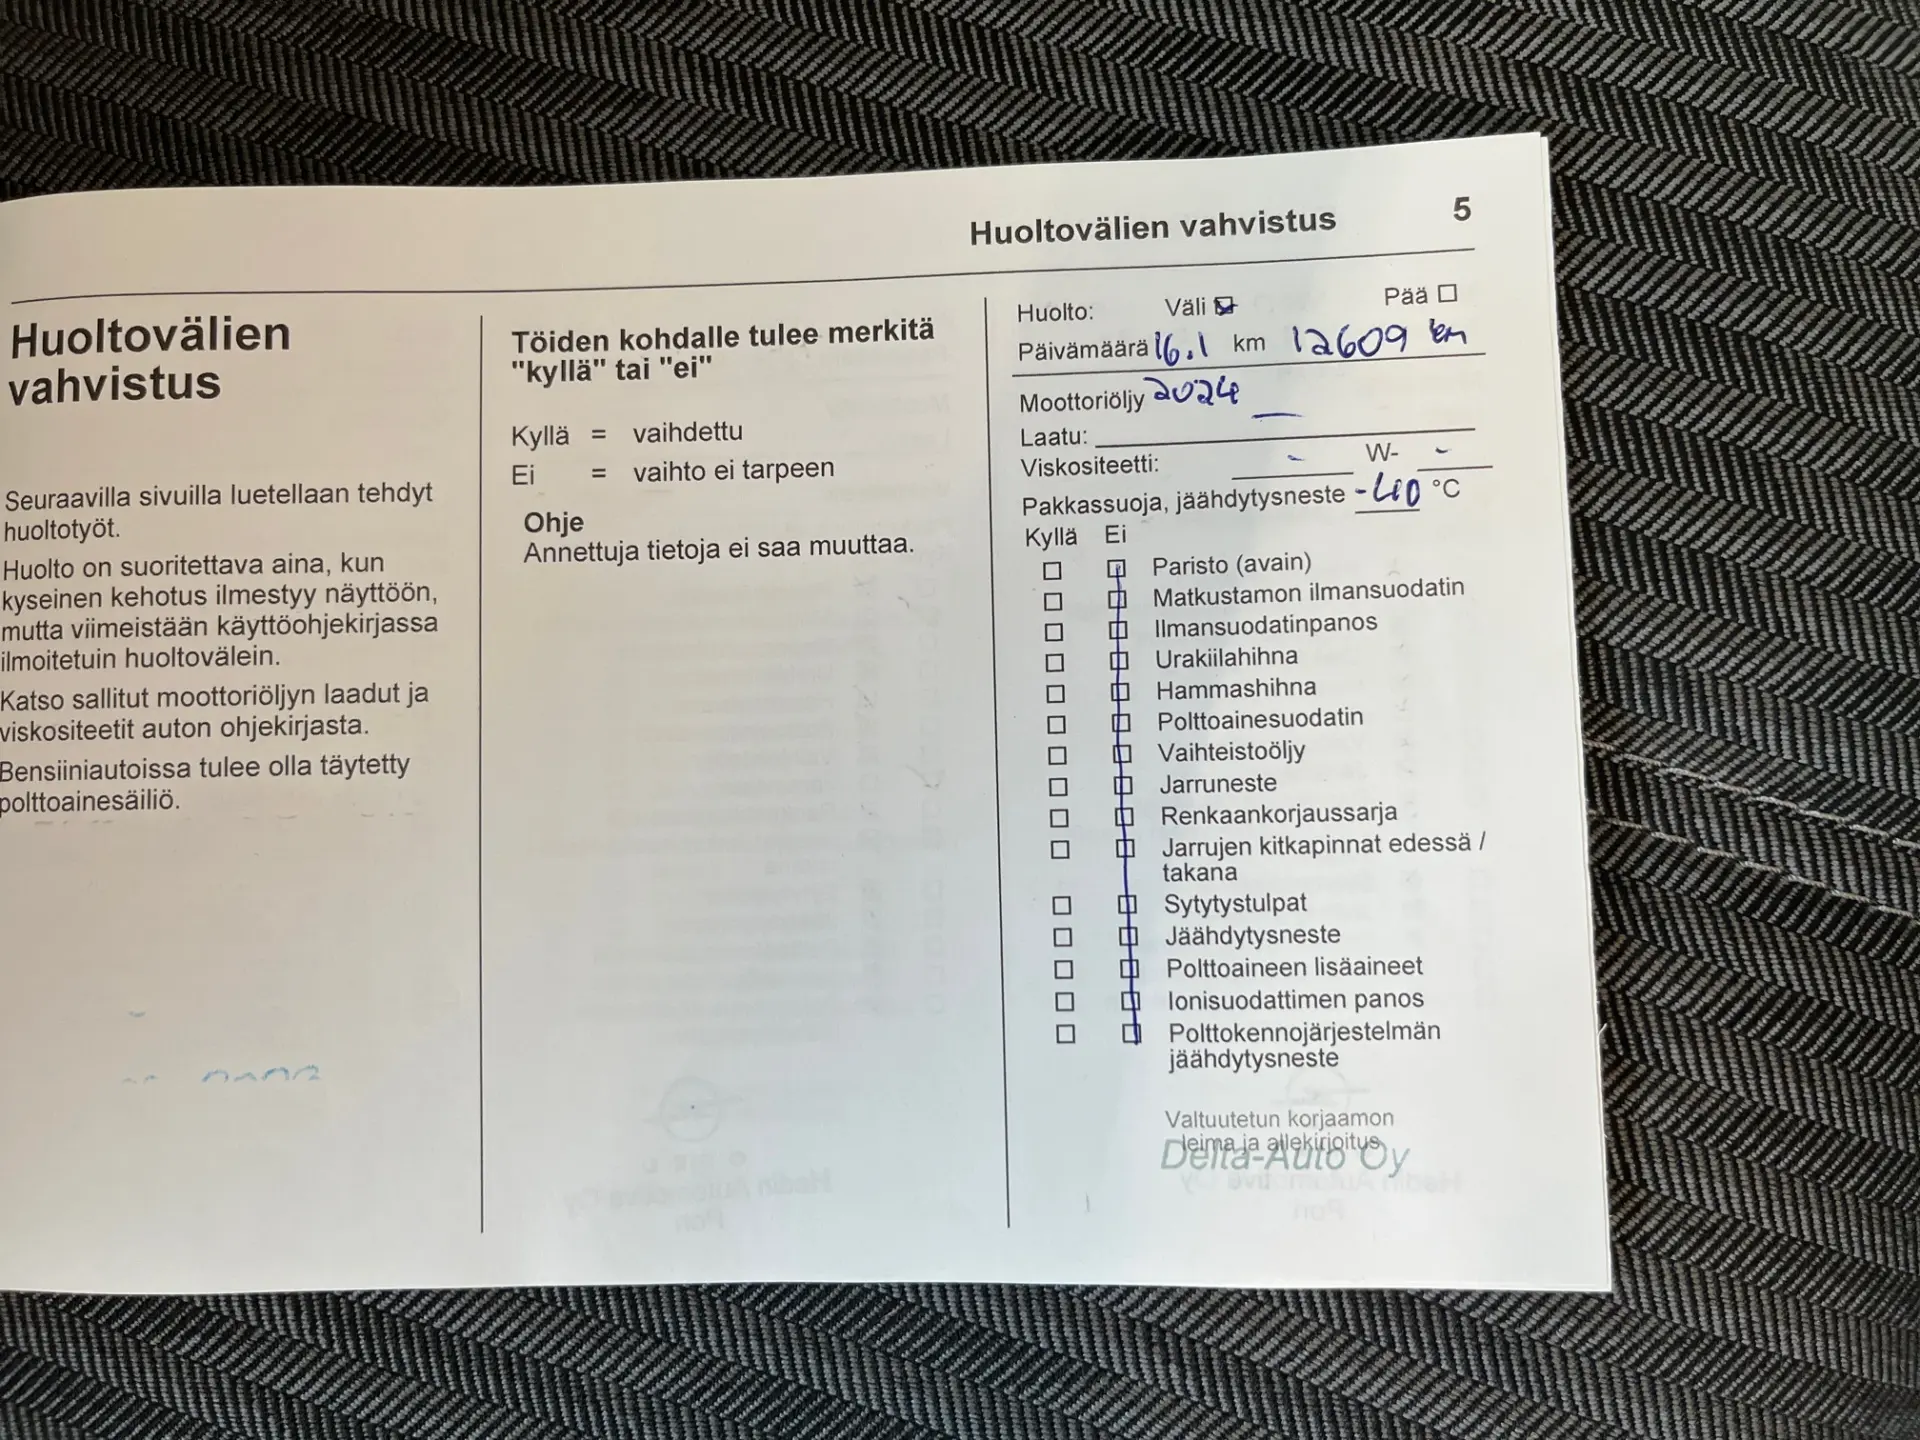 Huoltovälien vahvistus 5
Huoltovälien
vahvistus
Seuraavilla sivuilla luetellaan tehdyt
huoltotyöt.
Huolto on suoritettava aina, kun
kyseinen kehotus ilmestyy näyttöön,
mutta viimeistään käyttöohjekirjassa
ilmoitetuin huoltovälein.
Katso sallitut moottoriöljyn laadut ja
viskositeetit auton ohjekirjasta.
Bensiiniautoissa tulee olla täytetty
polttoainesäiliö.
Töiden kohdalle tulee merkitä
"kyllä" tai "ei"
Kyllä = vaihdettu
Ei = vaihto ei tarpeen
Ohje
Annettuja tietoja ei saa muuttaa.
Huolto: Väli Pää
Päivämäärä 16.1 km 12609 km
Moottoriöljy 2024
Laatu: —
Viskositeetti: - W- -
Pakkassuoja, jäähdytysneste -40 °C
Kyllä Ei
Paristo (avain)
Matkustamon ilmansuodatin
Ilmansuodatinpanos
Urakiilahihna
Hammashihna
Polttoainesuodatin
Vaihteistoöljy
Jarruneste
Renkaankorjaussarja
Jarrujen kitkapinnat edessä /
takana
Sytytystulpat
Jäähdytysneste
Polttoaineen lisäaineet
Ionisuodattimen panos
Polttokennojärjestelmän
jäähdytysneste
Valtuutetun korjaamon
leima ja allekirjoitus
Delta-Auto Oy